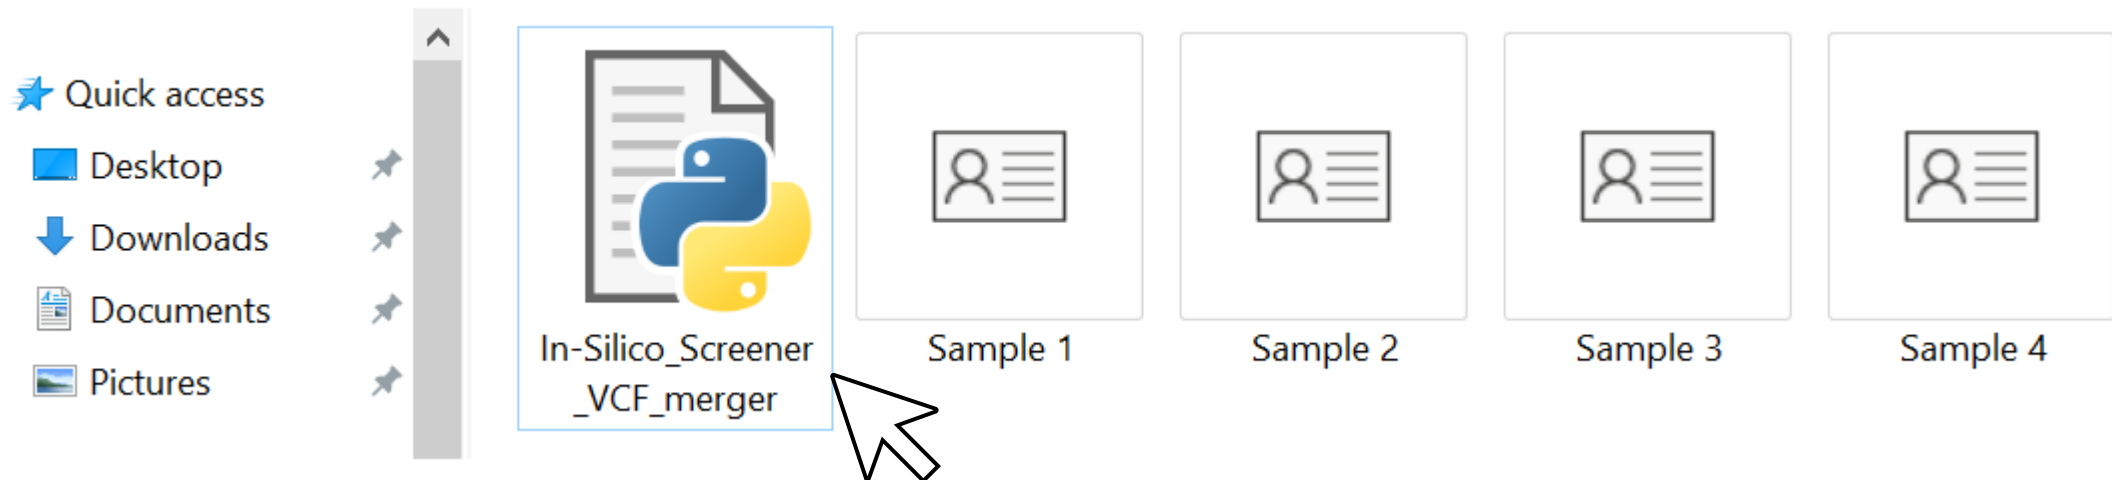 Quick access
Desktop
Downloads
Documents
Pictures
In-Silico_Screener
_VCF_merger
Sample 1
Sample 2
Sample 3
Sample 4